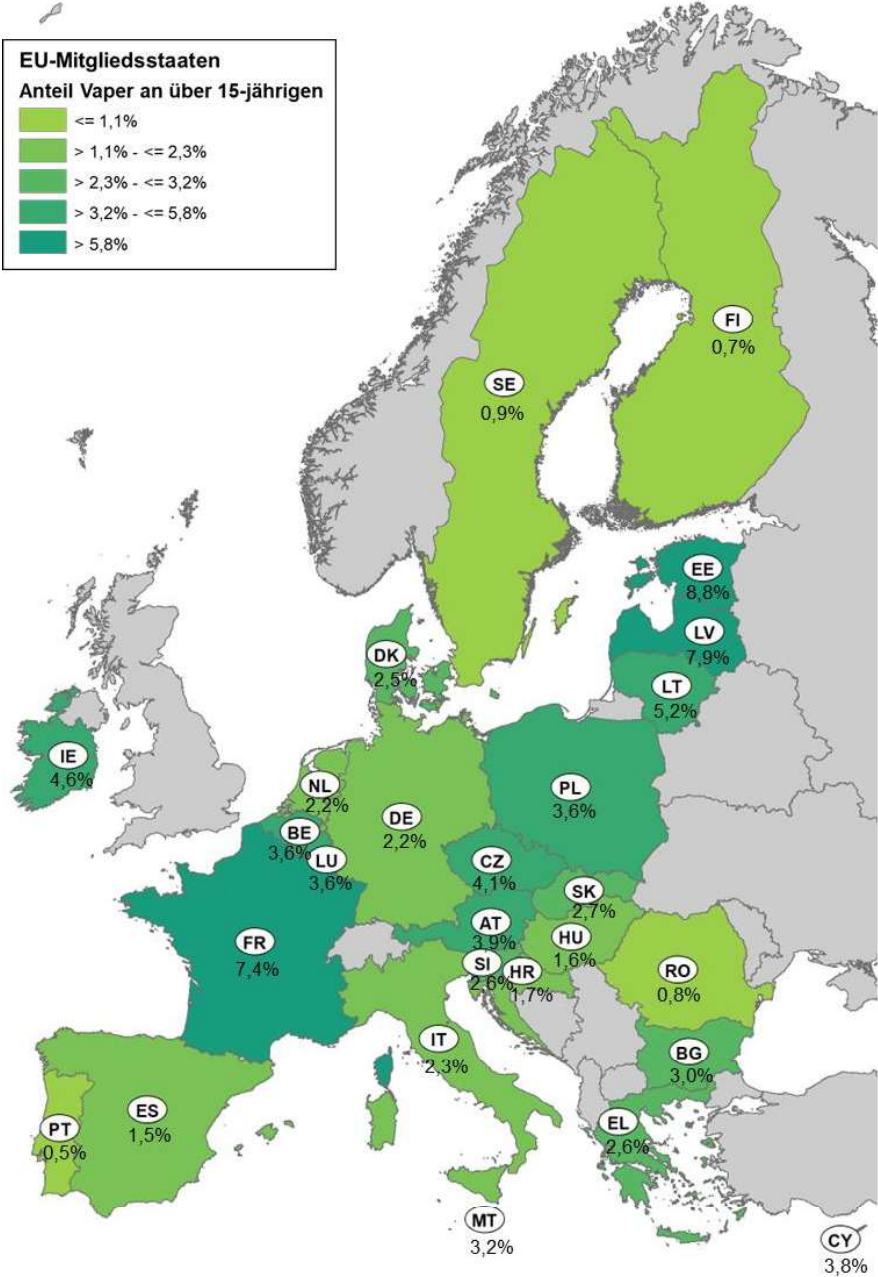 EU-Mitgliedsstaaten
Anteil Vaper an über 15-jährigen
<= 1,1%
> 1,1% - <= 2,3%
> 2,3% - <= 3,2%
> 3,2% - <= 5,8%
> 5,8%
FI
0,7%
SE
0,9%
EE
8,8%
LV
7,9%
DK
2,5%
LT
5,2%
IE
4,6%
NL
2,2%
PL
3,6%
DE
2,2%
BE
3,6%
LU
3,6%
CZ
4,1%
SK
2,7%
AT
3,9%
HU
1,6%
FR
7,4%
SI
2,6%
HR
1,7%
RO
0,8%
IT
2,3%
BG
3,0%
ES
1,5%
PT
0,5%
EL
2,6%
MT
3,2%
CY
3,8%